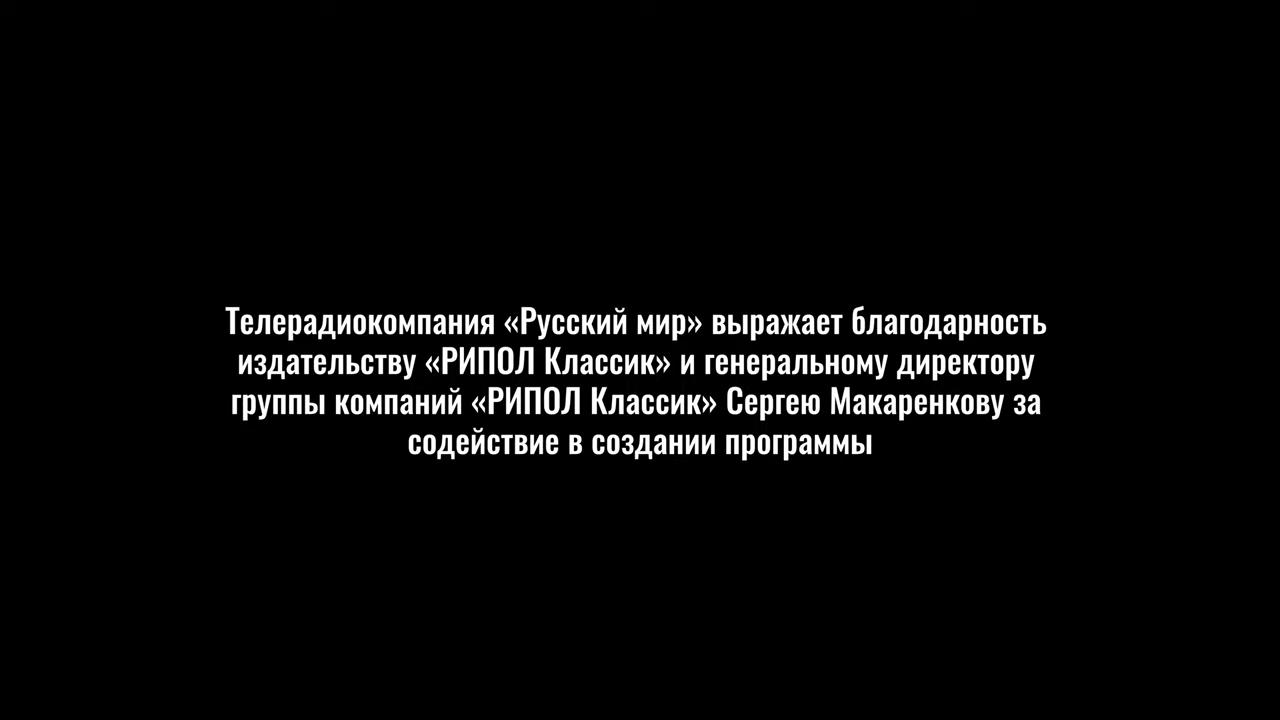 Телерадиокомпания «Русский мир» выражает благодарность
издательству «РИПОЛ Классик» и генеральному директору
группы компаний «РИПОЛ Классик» Сергею Макаренкову за
содействие в создании программы